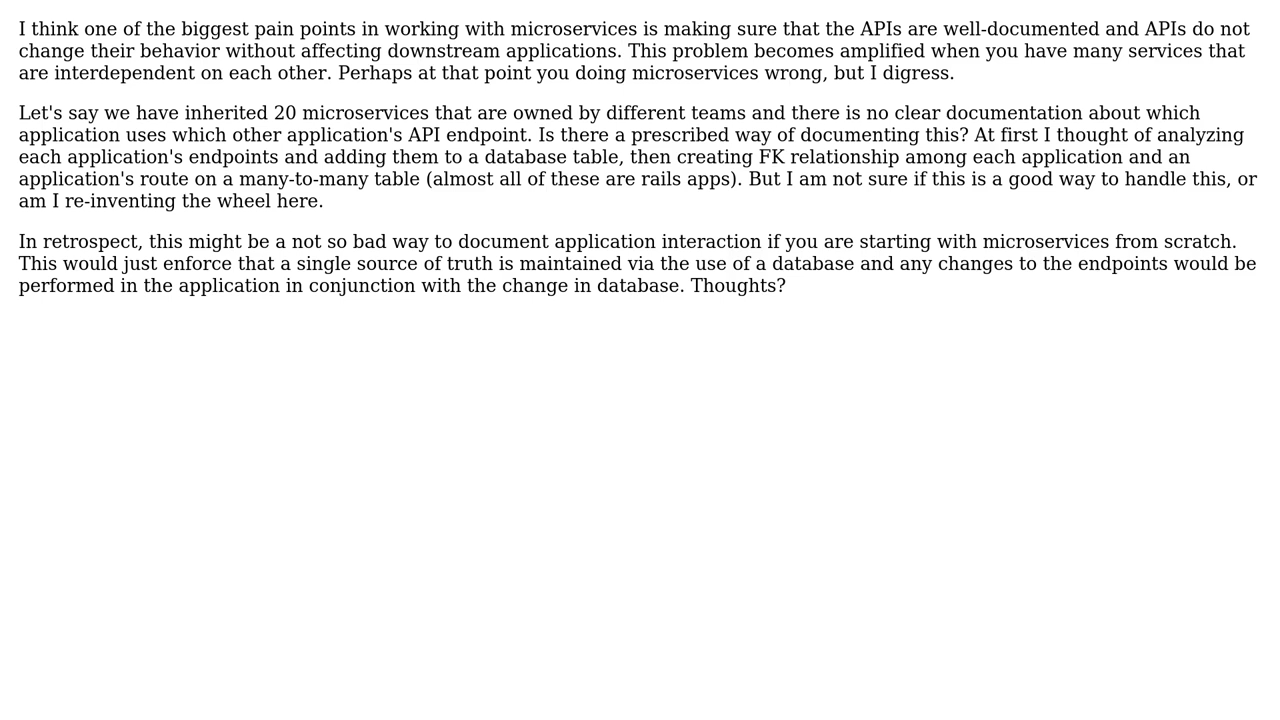 I think one of the biggest pain points in working with microservices is making sure that the APIs are well-documented and APIs do not
change their behavior without affecting downstream applications. This problem becomes amplified when you have many services that
are interdependent on each other. Perhaps at that point you doing microservices wrong, but I digress.
Let's say we have inherited 20 microservices that are owned by different teams and there is no clear documentation about which
application uses which other application's API endpoint. Is there a prescribed way of documenting this? At first I thought of analyzing
each application's endpoints and adding them to a database table, then creating FK relationship among each application and an
application's route on a many-to-many table (almost all of these are rails apps). But I am not sure if this is a good way to handle this, or
am I re-inventing the wheel here.
In retrospect, this might be a not so bad way to document application interaction if you are starting with microservices from scratch.
This would just enforce that a single source of truth is maintained via the use of a database and any changes to the endpoints would be
performed in the application in conjunction with the change in database. Thoughts?